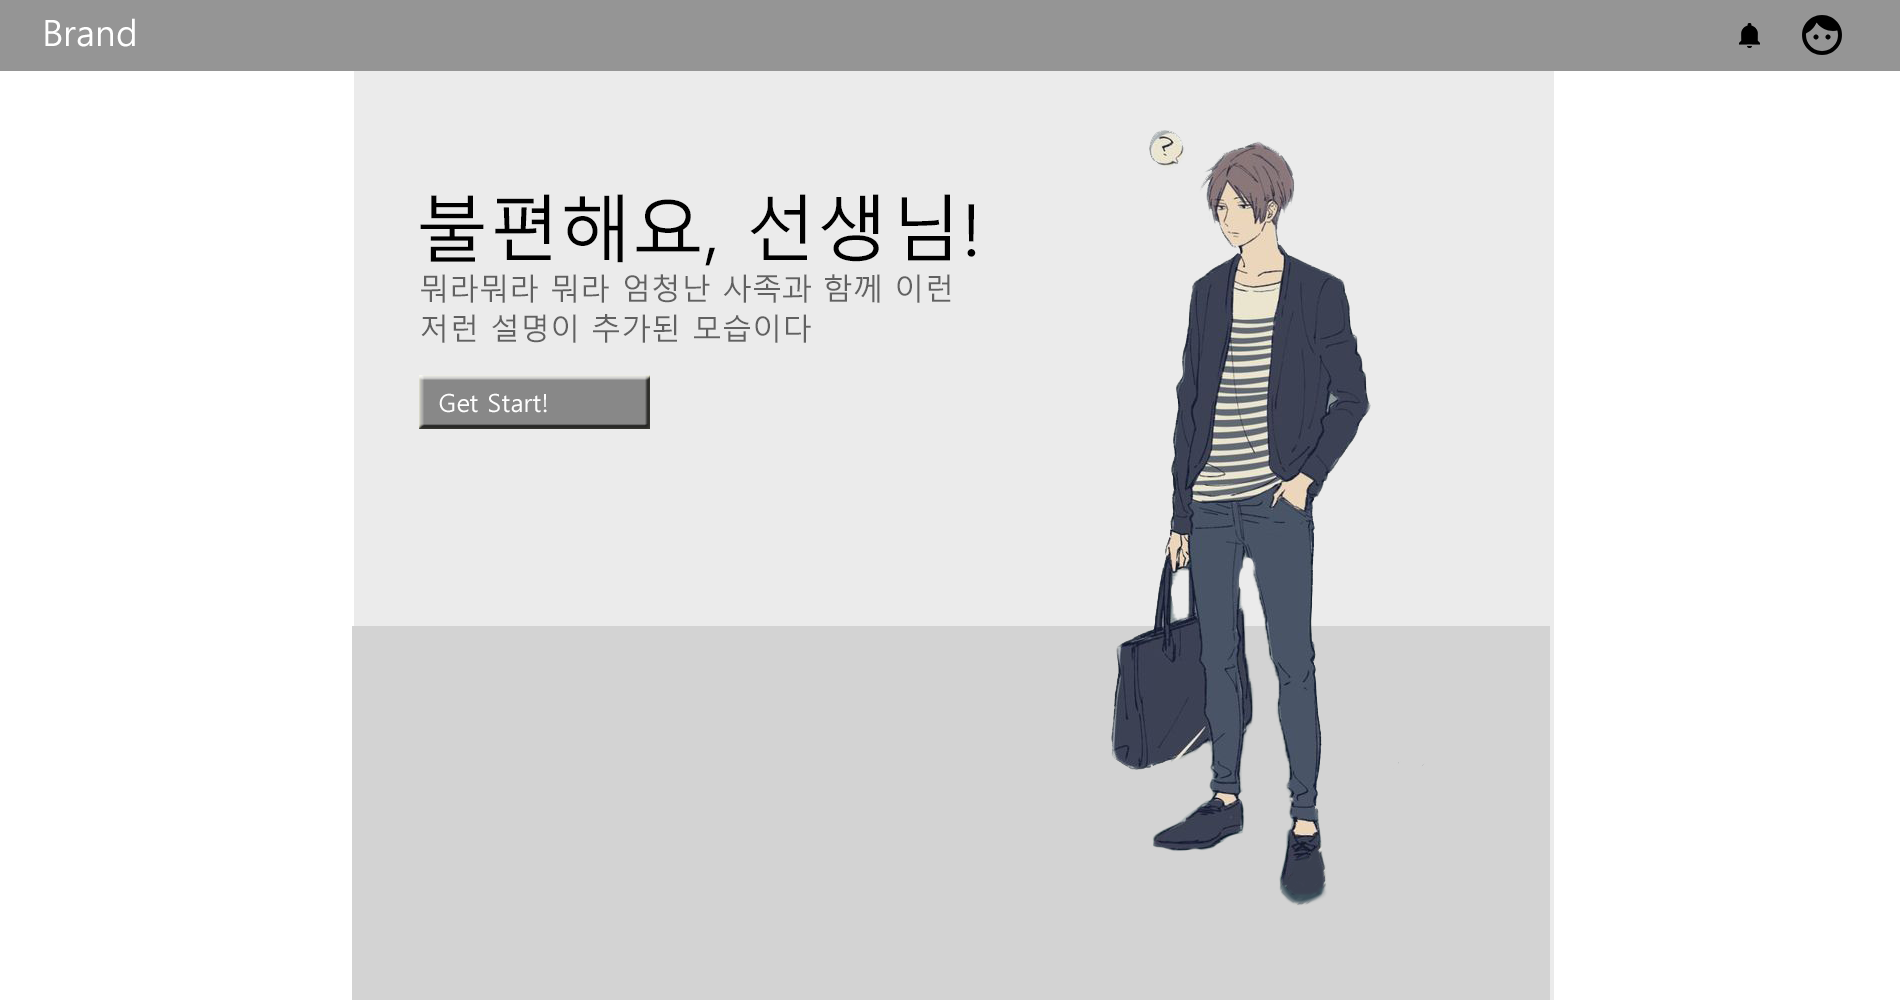 Brand
?
불편해요, 선생님!
뭐라뭐라 뭐라 엄청난 사족과 함께 이런
저런 설명이 추가된 모습이다
Get Start!